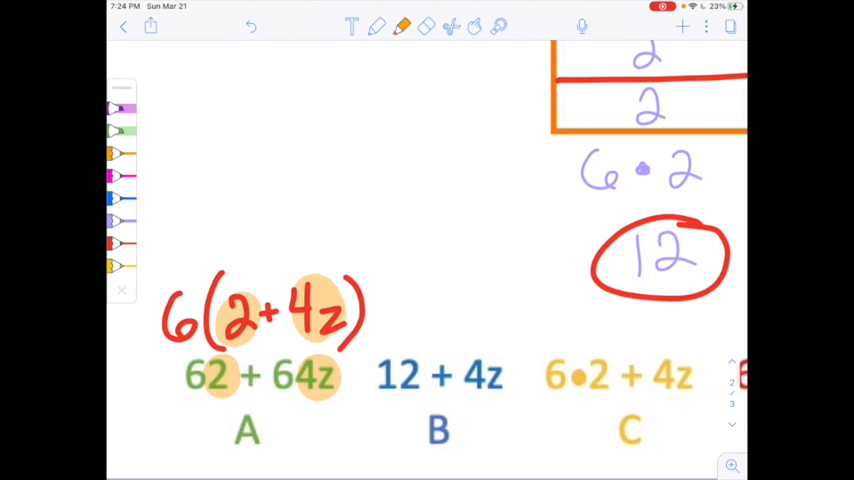 7:24 PM Sun Mar 21
23%
2
2
6 • 2
12
6(2+4z)
62 + 64z
12 + 4z
6•2 + 4z
A
B
C
2
3